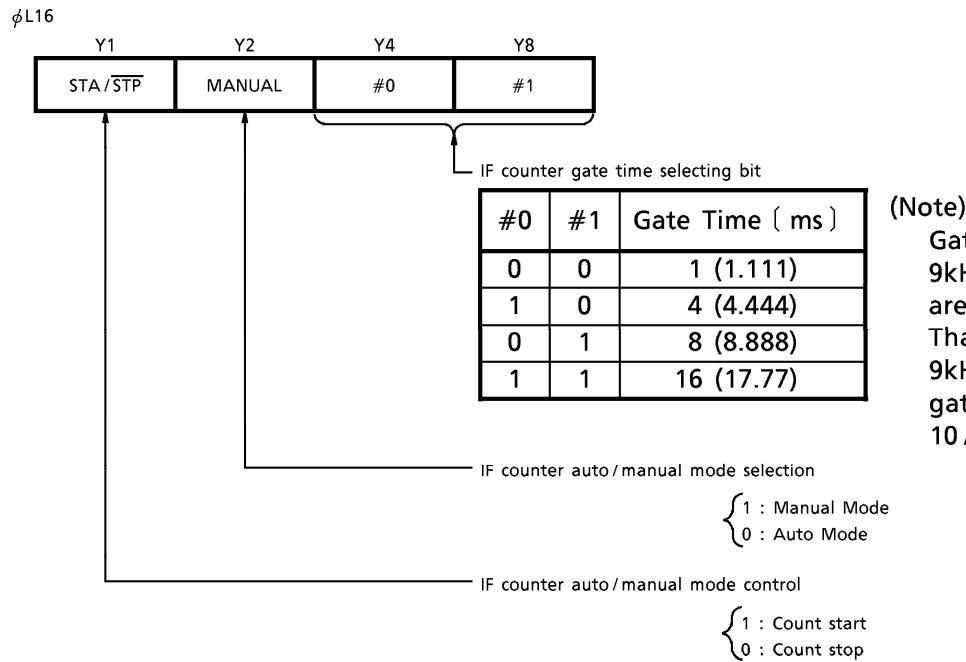 ϕL16
Y1 Y2 Y4 Y8
STA/STP MANUAL #0 #1
IF counter gate time selecting bit
#0 #1 Gate Time ( ms )
0 0 1 (1.111)
1 0 4 (4.444)
0 1 8 (8.888)
1 1 16 (17.77)
(Note)
are
10
IF counter auto/manual mode selection
1 : Manual Mode
0 : Auto Mode
IF counter auto/manual mode control
1 : Count start
0 : Count stop